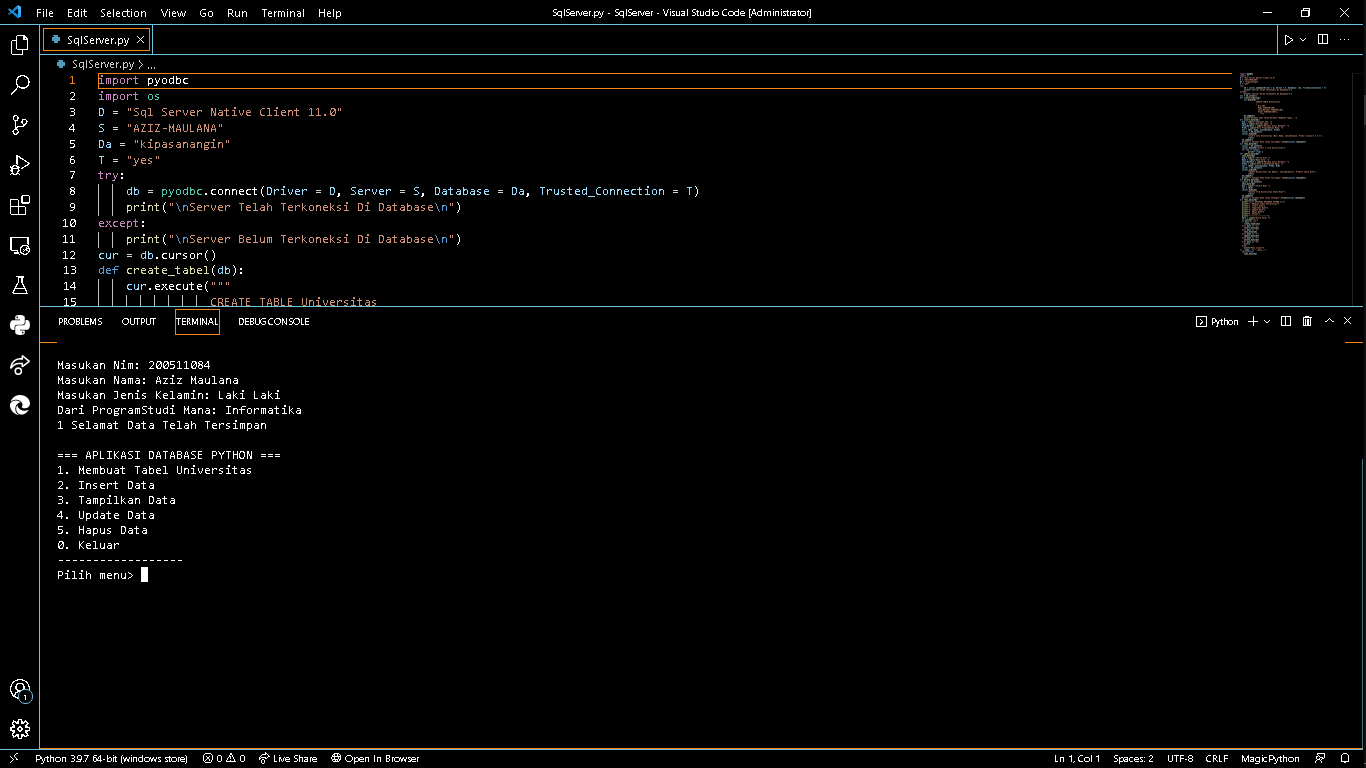 File Edit Selection View Go Run Terminal Help
SqlServer.py - SqlServer - Visual Studio Code [Administrator]
SqlServer.py
SqlServer.py > ...
1 import pyodbc
2 import os
3 D = "Sql Server Native Client 11.0"
4 S = "AZIZ-MAULANA"
5 Da = "kipasanangin"
6 T = "yes"
7 try:
8 db = pyodbc.connect(Driver = D, Server = S, Database = Da, Trusted_Connection = T)
9 print("\nServer Telah Terkoneksi Di Database\n")
10 except:
11 print("\nServer Belum Terkoneksi Di Database\n")
12 cur = db.cursor()
13 def create_tabel(db):
14 cur.execute("""
15 CREATE TABLE Universitas
PROBLEMS OUTPUT TERMINAL DEBUG CONSOLE
Python
Masukan Nim: 200511084
Masukan Nama: Aziz Maulana
Masukan Jenis Kelamin: Laki Laki
Dari ProgramStudi Mana: Informatika
1 Selamat Data Telah Tersimpan
=== APLIKASI DATABASE PYTHON ===
1. Membuat Tabel Universitas
2. Insert Data
3. Tampilkan Data
4. Update Data
5. Hapus Data
0. Keluar
------------------
Pilih menu>
1
Python 3.9.7 64-bit (windows store) 0 0 Live Share Open In Browser
Ln 1, Col 1 Spaces: 2 UTF-8 CRLF MagicPython